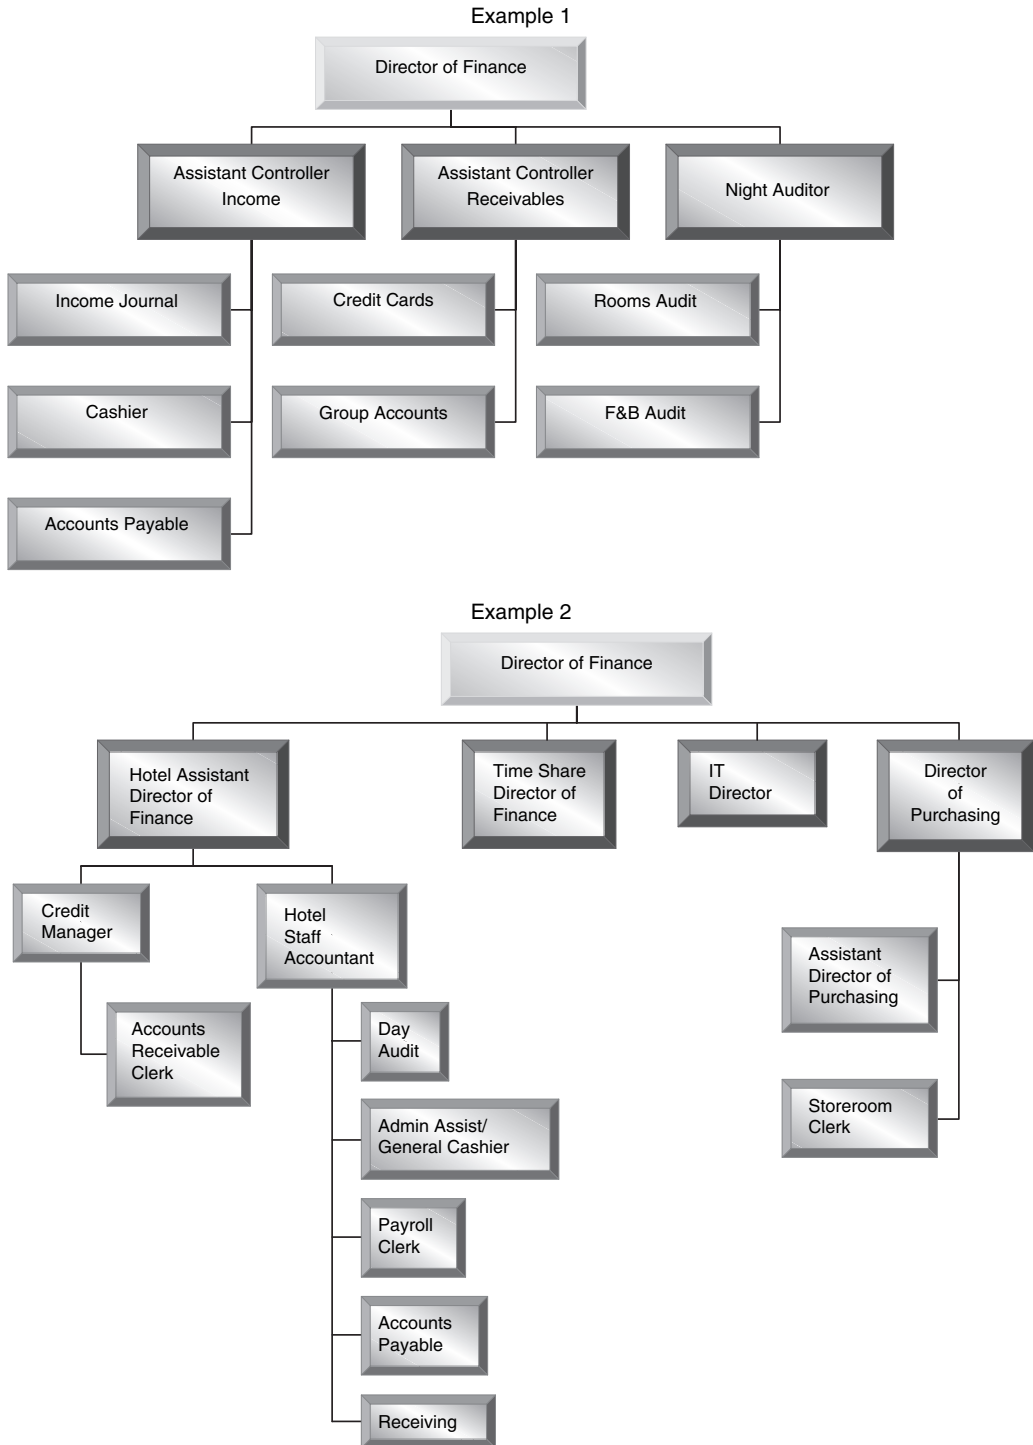 Example 1
Director of Finance
Assistant Controller
Income
Assistant Controller
Receivables
Night Auditor
Income Journal
Credit Cards
Rooms Audit
Cashier
Group Accounts
F&B Audit
Accounts Payable
Example 2
Director of Finance
Hotel Assistant
Director of
Finance
Time Share
Director of
Finance
IT
Director
Director
of
Purchasing
Credit
Manager
Hotel
Staff
Accountant
Assistant
Director of
Purchasing
Accounts
Receivable
Clerk
Day
Audit
Storeroom
Clerk
Admin Assist/
General Cashier
Payroll
Clerk
Accounts
Payable
Receiving